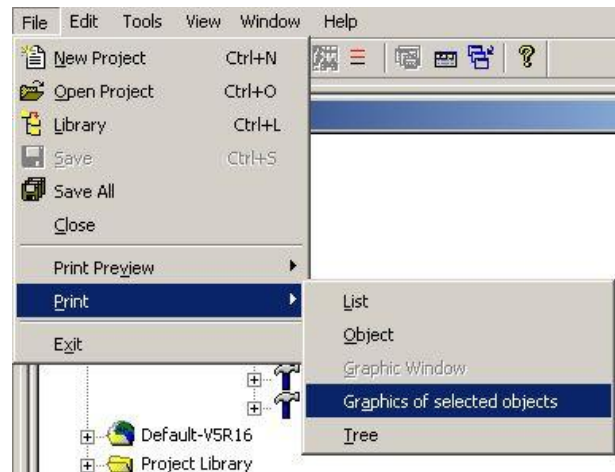 File Edit Tools View Window Help
New Project Ctrl+N
Open Project Ctrl+O
Library Ctrl+L
Save Ctrl+S
Save All
Close
Print Preview
Print
Exit
List
Object
Graphic Window
Graphics of selected objects
Tree
Default-V5R16
Project Library